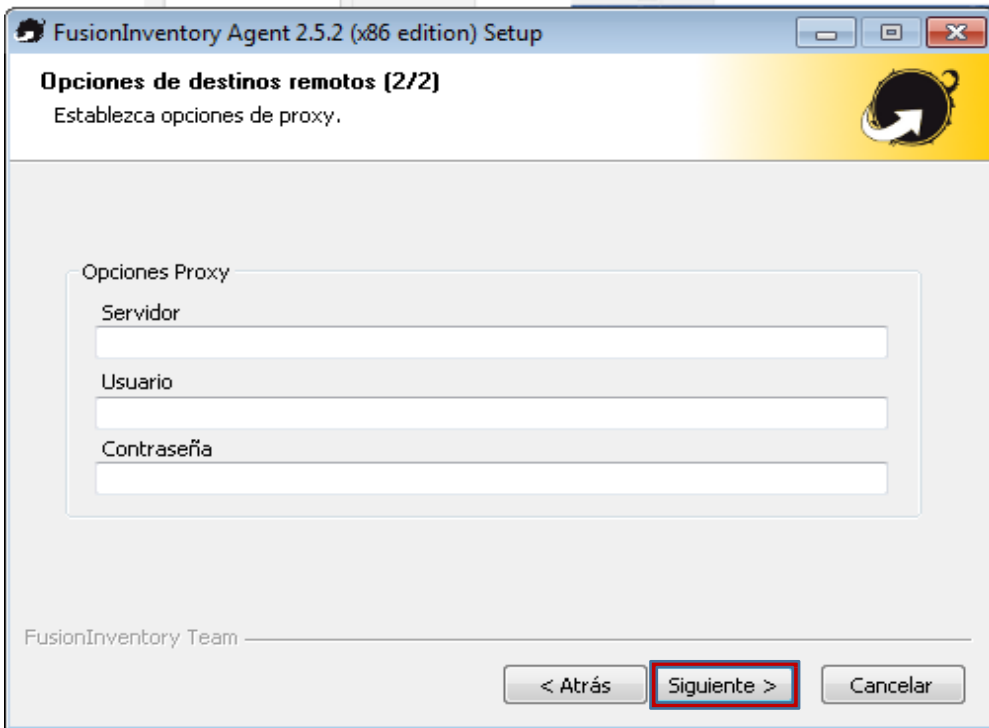 FusionInventory Agent 2.5.2 (x86 edition) Setup
Opciones de destinos remotos (2/2)
Establezca opciones de proxy.
Opciones Proxy
Servidor
Usuario
Contraseña
FusionInventory Team
< Atrás
Siguiente >
Cancelar